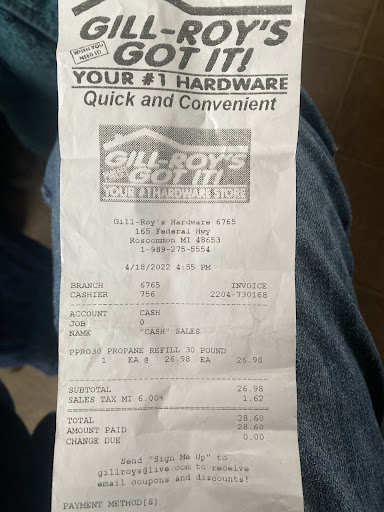 GILL-ROY'S
WHEN YOU
NEED IT!
GOT IT!
YOUR #1 HARDWARE
Quick and Convenient
GILL-ROY'S
GOT IT!
YOUR #1 HARDWARE STORE
Gill-Roy's Hardware 6765
165 Federal Hwy
Roscommon MI 48653
1-989-275-5554
4/18/2022 4:55 PM
BRANCH 6765 INVOICE
CASHIER 756 2204-730168
ACCOUNT CASH
JOB 0
NAME "CASH" SALES
PPRO30 PROPANE REFILL 30 POUND
1 EA @ 26.98 EA 26.98
SUBTOTAL 26.98
SALES TAX MI 6.00% 1.62
TOTAL 28.60
AMOUNT PAID 28.60
CHANGE DUE 0.00
Send "Sign Me Up" to
gillroys@live.com to receive
email coupons and discounts!
PAYMENT METHOD[S]